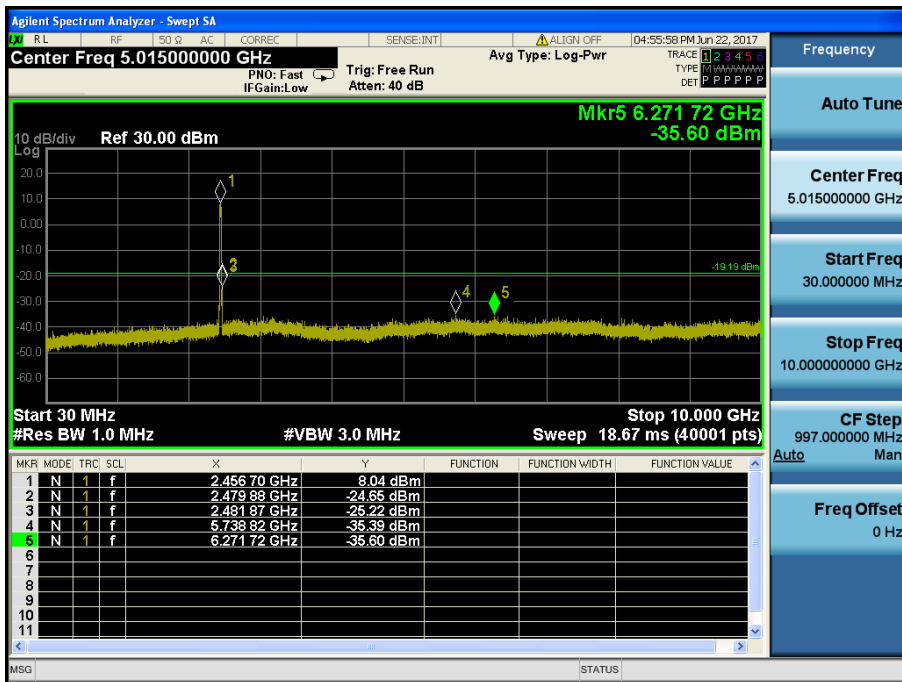 Agilent Spectrum Analyzer - Swept SA
LXI RL RF 50 Ω AC CORREC SENSE:INT ALIGN OFF 04:55:58 PM Jun 22, 2017
Center Freq 5.015000000 GHz
PNO: Fast
IFGain:Low
Trig: Free Run
Atten: 40 dB
Avg Type: Log-Pwr
TRACE 1 2 3 4 5 6
TYPE M WWWWW
DET P P P P P P
Mkr5 6.271 72 GHz
-35.60 dBm
10 dB/div Ref 30.00 dBm
Log
20.0
10.0
0.00
-10.0
-20.0
-30.0
-40.0
-50.0
-60.0
1
3
4
5
-19.19 dBm
Start 30 MHz Stop 10.000 GHz
#Res BW 1.0 MHz #VBW 3.0 MHz Sweep 18.67 ms (40001 pts)
MKR MODE TRC SCL X Y FUNCTION FUNCTION WIDTH FUNCTION VALUE
1 N 1 f 2.456 70 GHz 8.04 dBm
2 N 1 f 2.479 88 GHz -24.65 dBm
3 N 1 f 2.481 87 GHz -25.22 dBm
4 N 1 f 5.738 82 GHz -35.39 dBm
5 N 1 f 6.271 72 GHz -35.60 dBm
6
7
8
9
10
11
MSG STATUS
Frequency
Auto Tune
Center Freq
5.015000000 GHz
Start Freq
30.000000 MHz
Stop Freq
10.000000000 GHz
CF Step
997.000000 MHz
Auto Man
Freq Offset
0 Hz